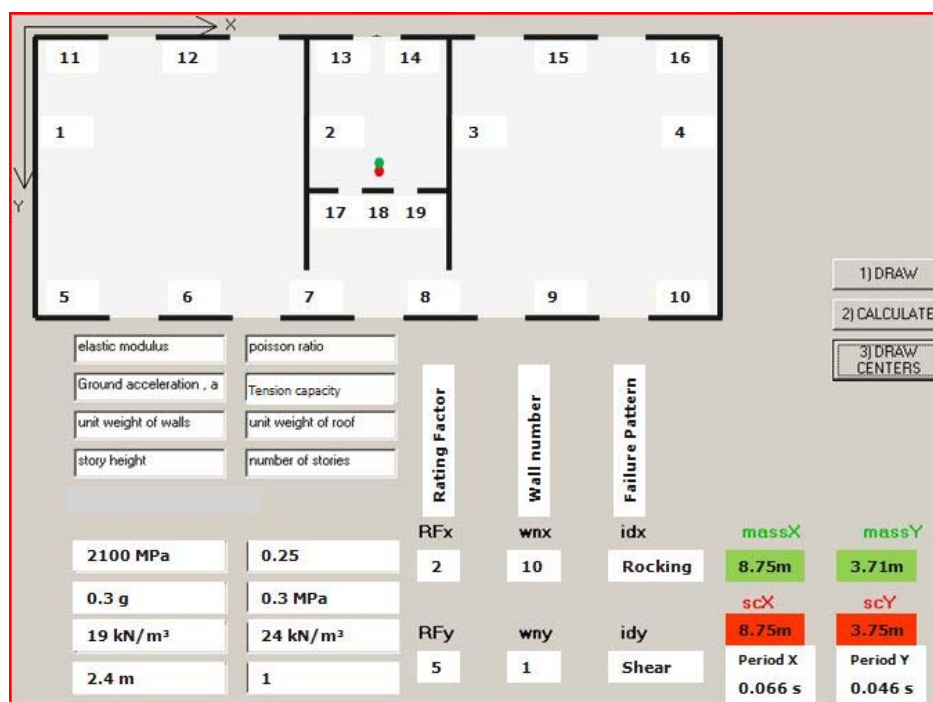 X
11 12 13 14 15 16
1 2 3 4
Y
17 18 19
5 6 7 8 9 10
1) DRAW
2) CALCULATE
3) DRAW
CENTERS
elastic modulus poisson ratio
Ground acceleration , a Tension capacity
unit weight of walls unit weight of roof
story height number of stories
Rating Factor
Wall number
Failure Pattern
RFx wnx idx massX massY
2100 MPa 0.25 2 10 Rocking 8.75m 3.71m
0.3 g 0.3 MPa
scX scY
19 kN/m³ 24 kN/m³ RFy wny idy 8.75m 3.75m
2.4 m 1 5 1 Shear
Period X Period Y
0.066 s 0.046 s